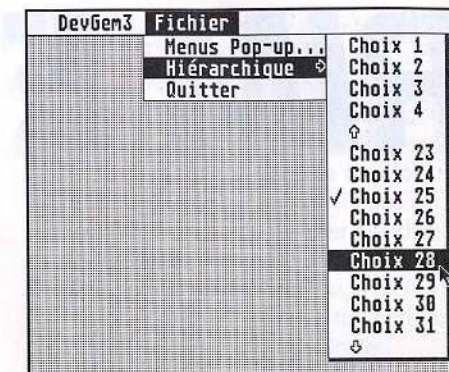 DevGem3 Fichier
Menus Pop-up...
Hiérarchique
Quitter
Choix 1
Choix 2
Choix 3
Choix 4
⇧
Choix 23
Choix 24
✓ Choix 25
Choix 26
Choix 27
Choix 28
Choix 29
Choix 30
Choix 31
⇩